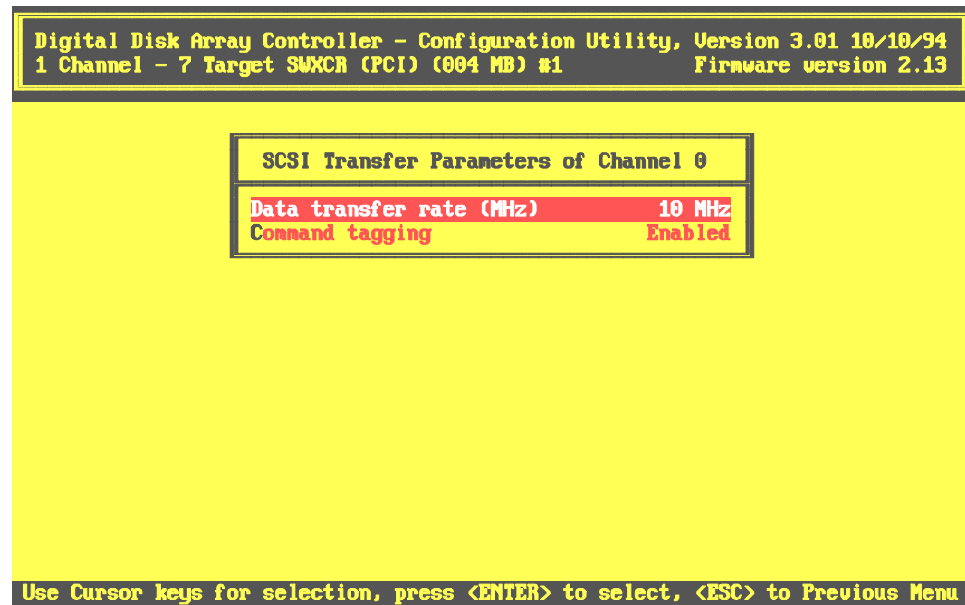 Digital Disk Array Controller - Configuration Utility, Version 3.01 10/10/94
1 Channel - 7 Target SWXCR (PCI) (004 MB) #1 Firmware version 2.13
SCSI Transfer Parameters of Channel 0
Data transfer rate (MHz) 10 MHz
Command tagging Enabled
Use Cursor keys for selection, press <ENTER> to select, <ESC> to Previous Menu